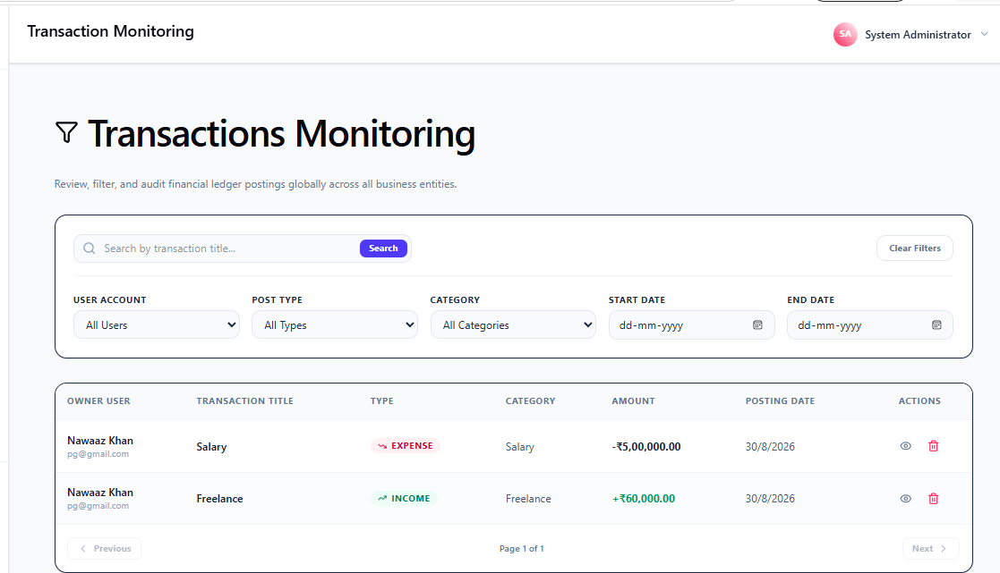 Transaction Monitoring
SA System Administrator
Transactions Monitoring
Review, filter, and audit financial ledger postings globally across all business entities.
Search by transaction title... Search Clear Filters
USER ACCOUNT POST TYPE CATEGORY START DATE END DATE
All Users All Types All Categories dd-mm-yyyy dd-mm-yyyy
OWNER USER TRANSACTION TITLE TYPE CATEGORY AMOUNT POSTING DATE ACTIONS
Nawaaz Khan
pg@gmail.com
Salary EXPENSE Salary -₹5,00,000.00 30/8/2026
Nawaaz Khan
pg@gmail.com
Freelance INCOME Freelance +₹60,000.00 30/8/2026
Previous Page 1 of 1 Next